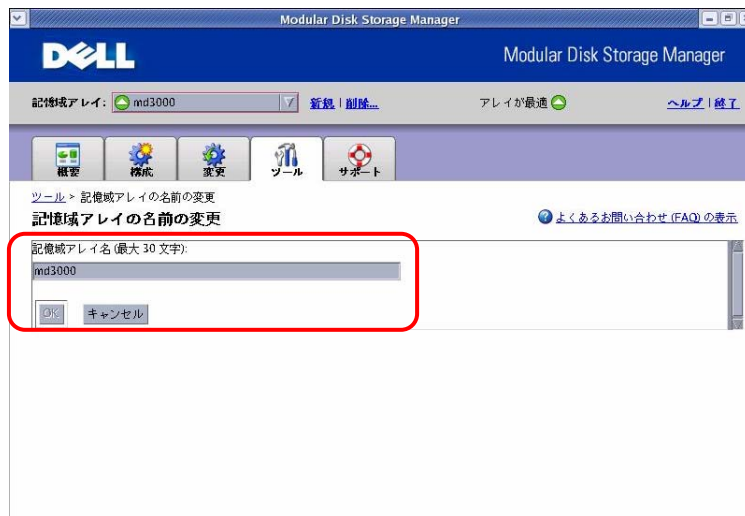 Modular Disk Storage Manager
DELL Modular Disk Storage Manager
記憶域アレイ: md3000 新規 | 削除... アレイが最適 ヘルプ | 終了
概要 構成 変更 ツール サポート
ツール > 記憶域アレイの名前の変更
記憶域アレイの名前の変更 よくあるお問い合わせ (FAQ) の表示
記憶域アレイ名 (最大 30 文字):
md3000
OK キャンセル